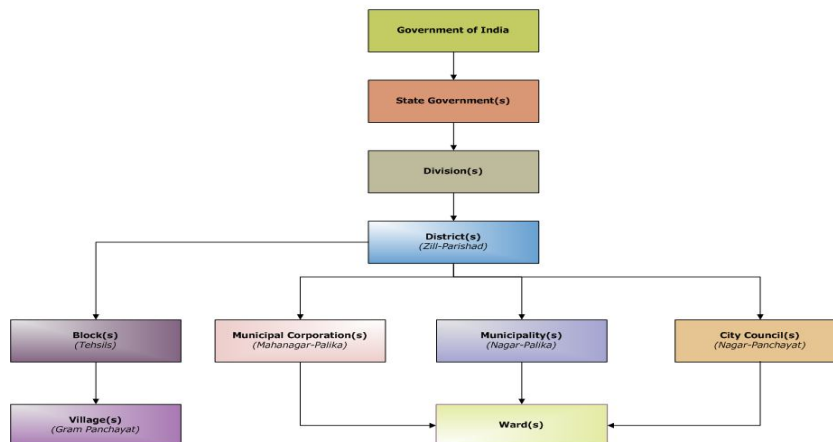 Government of India
State Government(s)
Division(s)
District(s)
(Zill-Parishad)
Block(s)
(Tehsils)
Municipal Corporation(s)
(Mahanagar-Palika)
Municipality(s)
(Nagar-Palika)
City Council(s)
(Nagar-Panchayat)
Village(s)
(Gram Panchayat)
Ward(s)